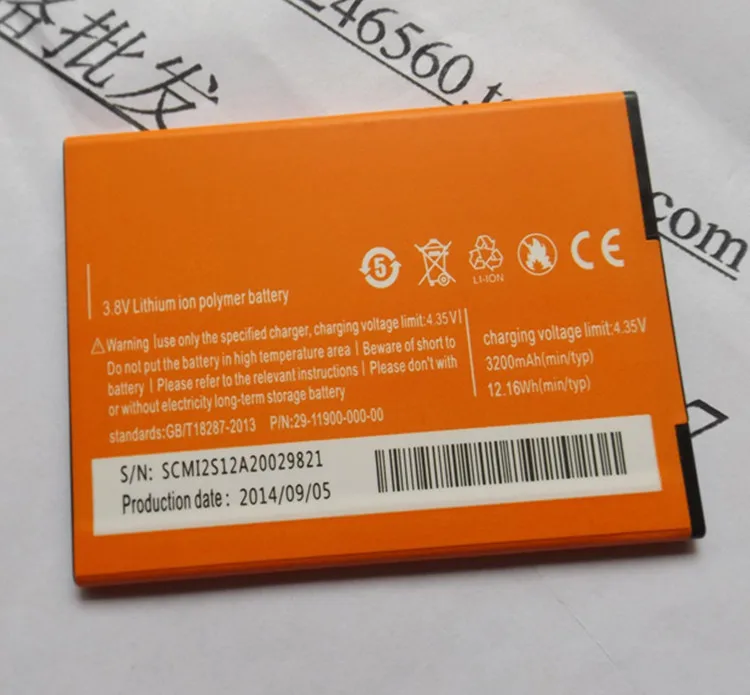 络批发
246560.t
.com
5
LI-ION
CE
3.8V Lithium ion polymer battery
Warning |use only the specified charger, charging voltage limit:4.35V|
Do not put the battery in high temperature area | Beware of short to
battery | Please refer to the relevant instructions | Please don't with
or without electricity long-term storage battery
standards:GB/T18287-2013 P/N:29-11900-000-00
charging voltage limit:4.35V
3200mAh(min/typ)
12.16Wh(min/typ)
S/N: SCMI2S12A20029821
Production date: 2014/09/05